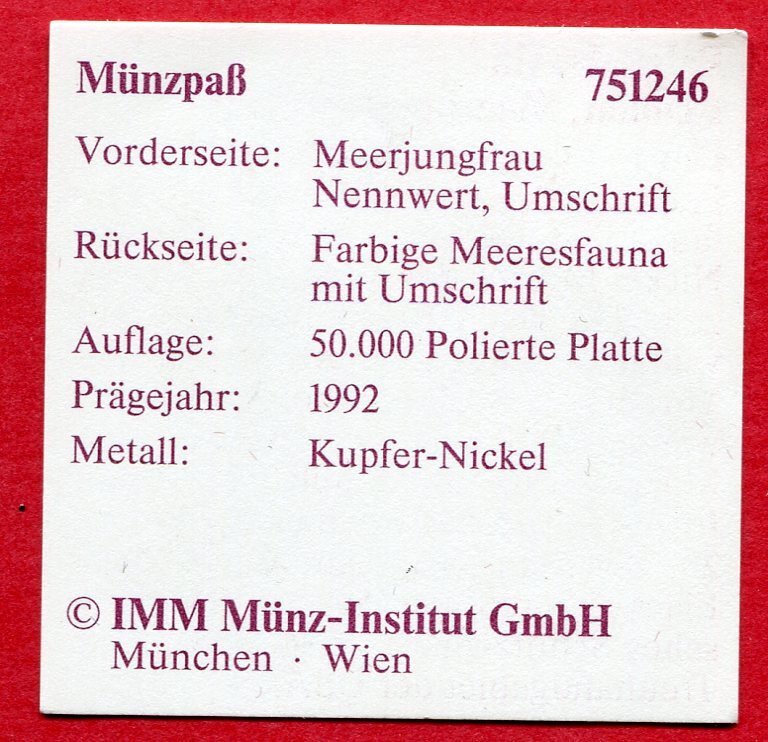 Münzpaß 751246
Vorderseite: Meerjungfrau
Nennwert, Umschrift
Rückseite: Farbige Meeresfauna
mit Umschrift
Auflage: 50.000 Polierte Platte
Prägejahr: 1992
Metall: Kupfer-Nickel
© IMM Münz-Institut GmbH
München · Wien